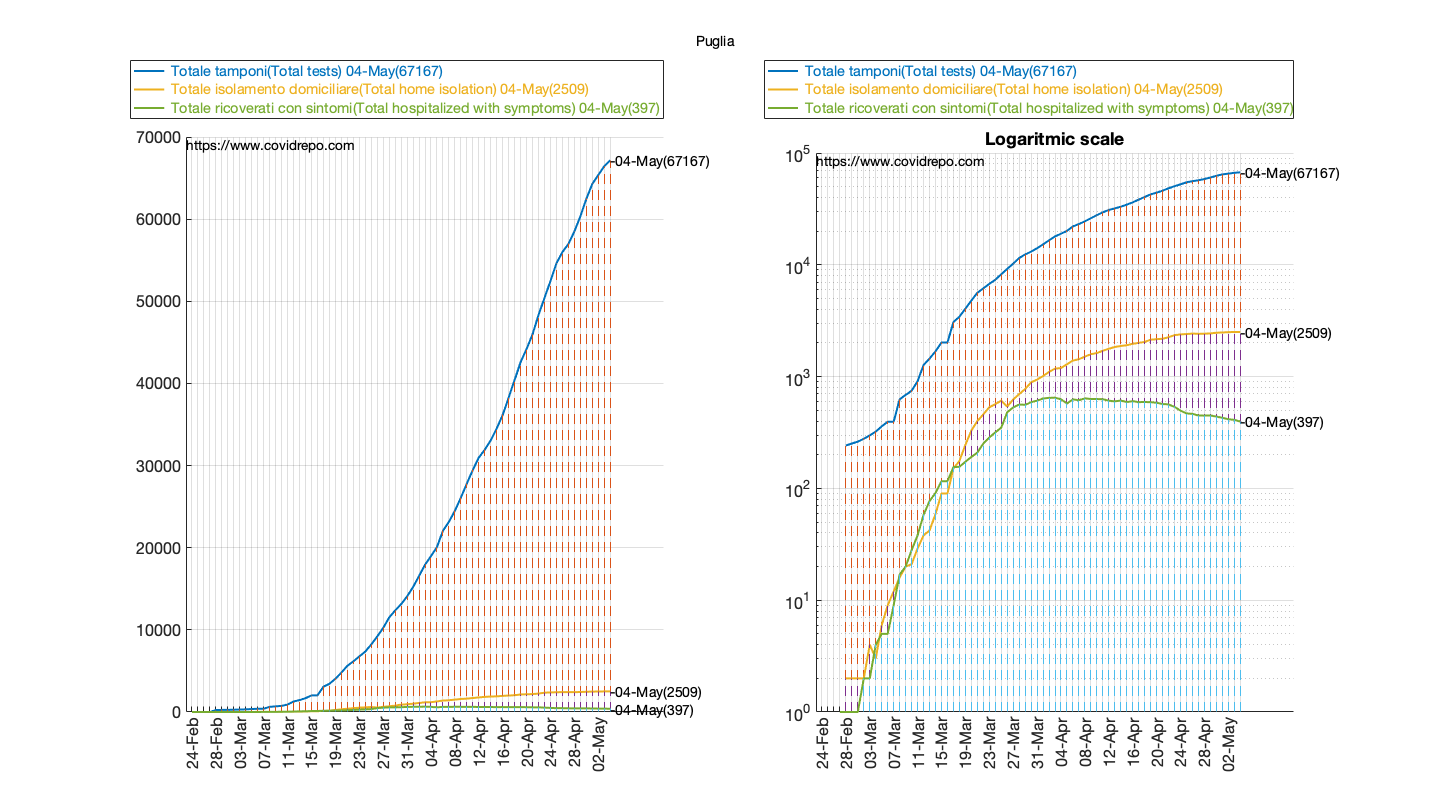 Puglia
Totale tamponi(Total tests) 04-May(67167)
Totale isolamento domiciliare(Total home isolation) 04-May(2509)
Totale ricoverati con sintomi(Total hospitalized with symptoms) 04-May(397)
70000
60000
50000
40000
30000
20000
10000
0
https://www.covidrepo.com
-04-May(67167)
-04-May(2509)
-04-May(397)
24-Feb
28-Feb
03-Mar
07-Mar
11-Mar
15-Mar
19-Mar
23-Mar
27-Mar
31-Mar
04-Apr
08-Apr
12-Apr
16-Apr
20-Apr
24-Apr
28-Apr
02-May
Totale tamponi(Total tests) 04-May(67167)
Totale isolamento domiciliare(Total home isolation) 04-May(2509)
Totale ricoverati con sintomi(Total hospitalized with symptoms) 04-May(397)
Logaritmic scale
10^5
10^4
10^3
10^2
10^1
10^0
https://www.covidrepo.com
-04-May(67167)
-04-May(2509)
-04-May(397)
24-Feb
28-Feb
03-Mar
07-Mar
11-Mar
15-Mar
19-Mar
23-Mar
27-Mar
31-Mar
04-Apr
08-Apr
12-Apr
16-Apr
20-Apr
24-Apr
28-Apr
02-May